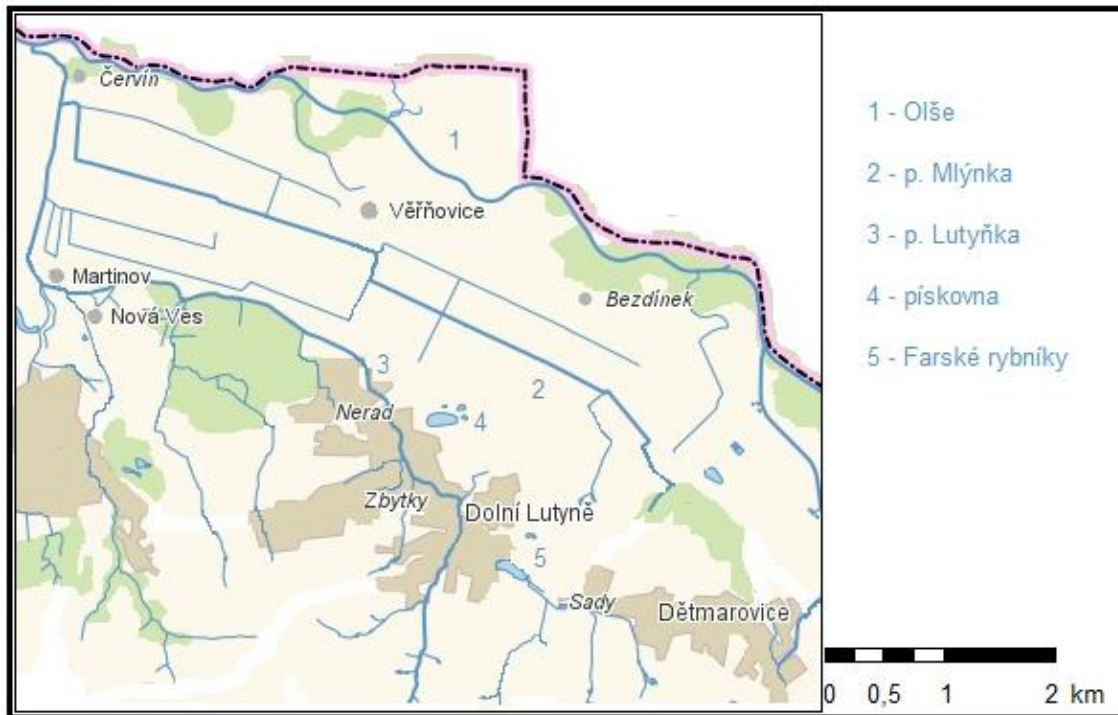 Červín
1
Věřňovice
Martinov
Nová Ves
Bezdínek
3
2
Nerad
4
Zbytky
Dolní Lutyně
5
Sady
Dětmarovice
1 - Olše
2 - p. Mlýnka
3 - p. Lutyňka
4 - pískovna
5 - Farské rybníky
0 0,5 1 2 km